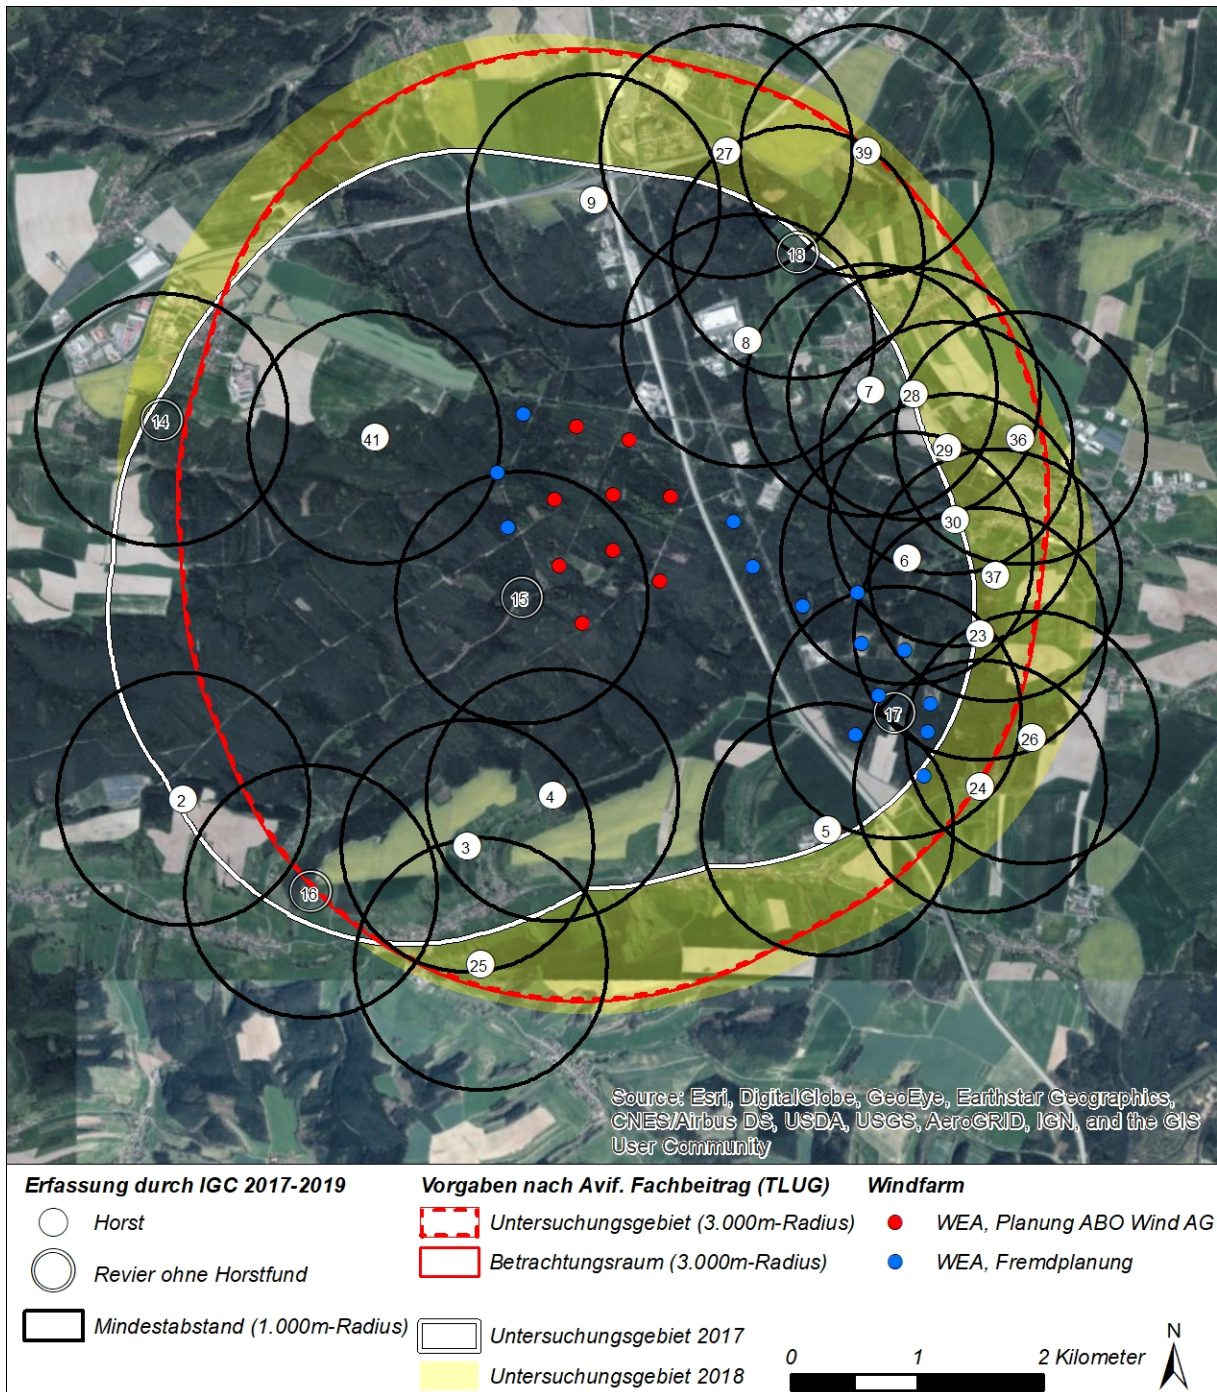 27
39
9
18
8
7
28
14
41
36
29
30
6
37
15
23
17
26
24
2
4
5
3
16
25
Source: Esri, DigitalGlobe, GeoEye, Earthstar Geographics,
CNES/Airbus DS, USDA, USGS, AeroGRID, IGN, and the GIS
User Community
Erfassung durch IGC 2017-2019
Horst
Revier ohne Horstfund
Mindestabstand (1.000m-Radius)
Vorgaben nach Avif. Fachbeitrag (TLUG)
Untersuchungsgebiet (3.000m-Radius)
Betrachtungsraum (3.000m-Radius)
Untersuchungsgebiet 2017
Untersuchungsgebiet 2018
Windfarm
WEA, Planung ABO Wind AG
WEA, Fremdplanung
0 1 2 Kilometer
N